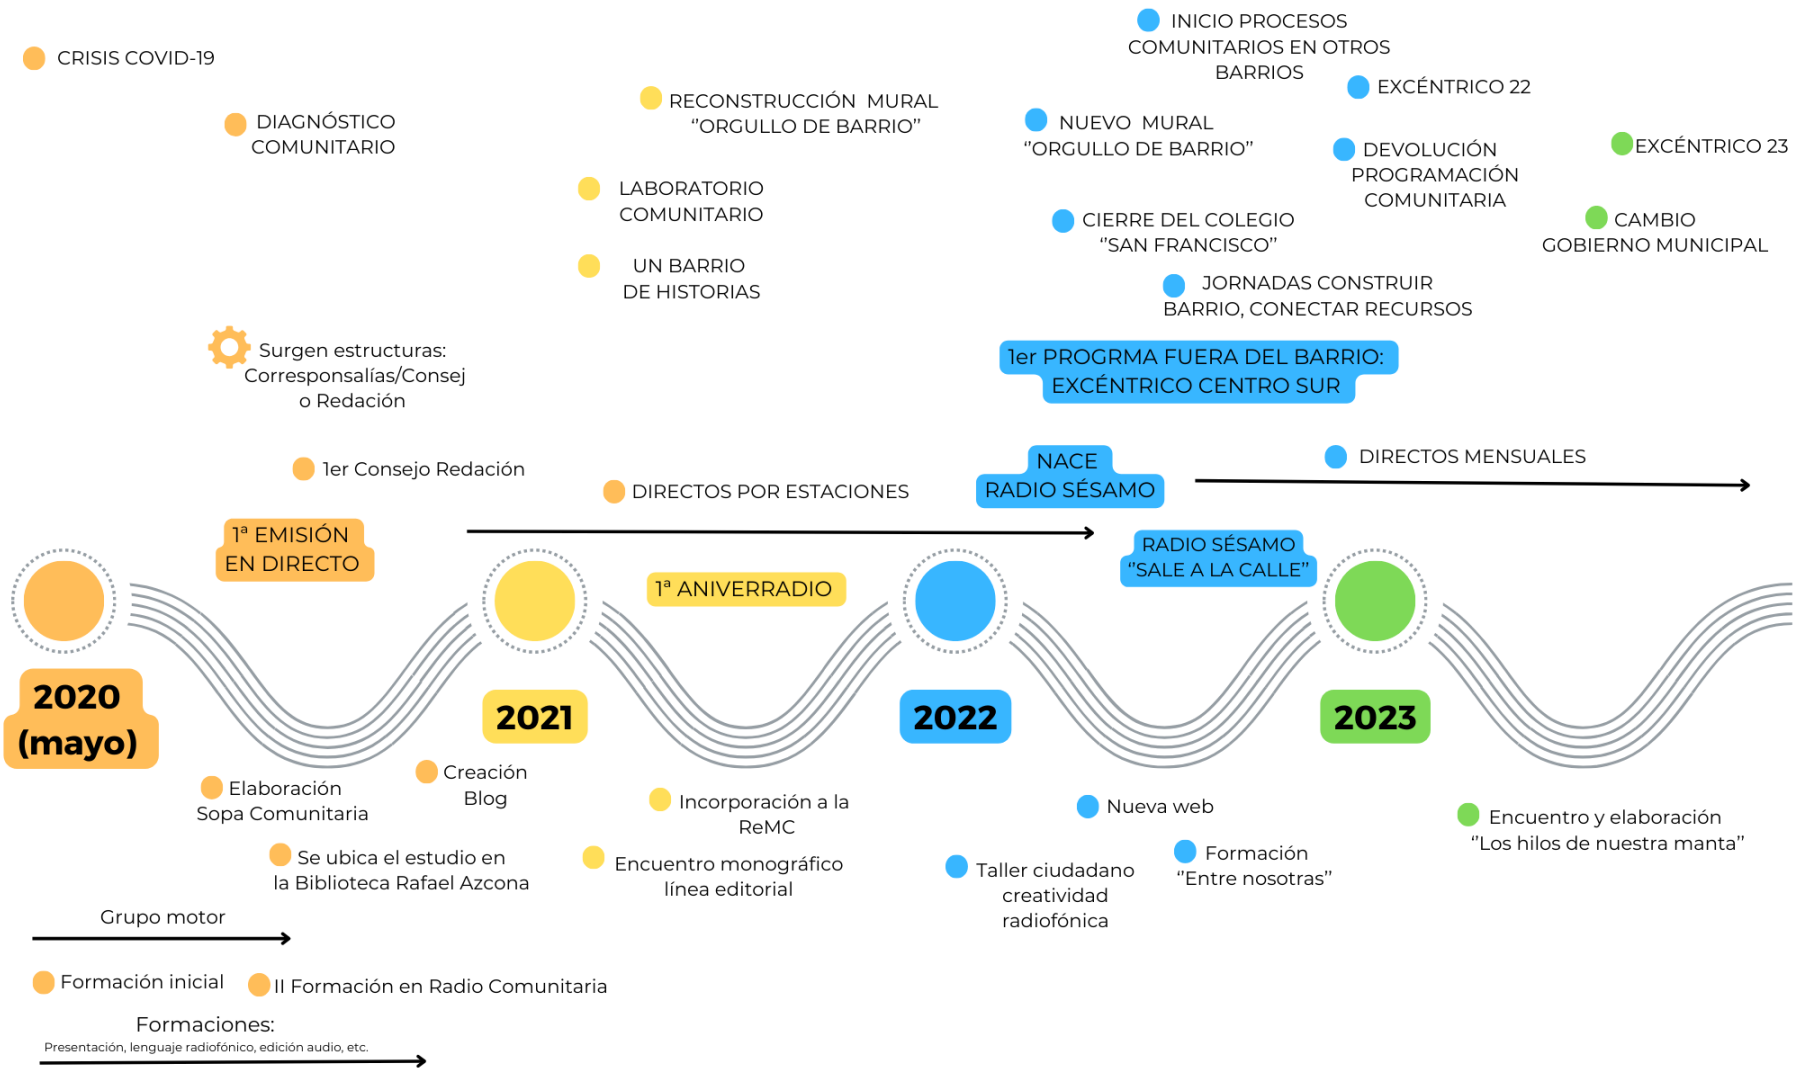 CRISIS COVID-19
DIAGNÓSTICO
COMUNITARIO
RECONSTRUCCIÓN MURAL
“ORGULLO DE BARRIO”
LABORATORIO
COMUNITARIO
UN BARRIO
DE HISTORIAS
INICIO PROCESOS
COMUNITARIOS EN OTROS
BARRIOS
EXCÉNTRICO 22
NUEVO MURAL
“ORGULLO DE BARRIO”
DEVOLUCIÓN
PROGRAMACIÓN
COMUNITARIA
EXCÉNTRICO 23
CIERRE DEL COLEGIO
“SAN FRANCISCO”
CAMBIO
GOBIERNO MUNICIPAL
JORNADAS CONSTRUIR
BARRIO, CONECTAR RECURSOS
Surgen estructuras:
Corresponsalías/Consej
o Redación
1er PROGRMA FUERA DEL BARRIO:
EXCÉNTRICO CENTRO SUR
1er Consejo Redación
DIRECTOS POR ESTACIONES
NACE
RADIO SÉSAMO
DIRECTOS MENSUALES
1ª EMISIÓN
EN DIRECTO
1ª ANIVERRADIO
RADIO SÉSAMO
“SALE A LA CALLE”
2020
(mayo)
2021
2022
2023
Elaboración
Sopa Comunitaria
Creación
Blog
Se ubica el estudio en
la Biblioteca Rafael Azcona
Incorporación a la
ReMC
Encuentro monográfico
línea editorial
Nueva web
Taller ciudadano
creatividad
radiofónica
Formación
“Entre nosotras”
Encuentro y elaboración
“Los hilos de nuestra manta”
Grupo motor
Formación inicial
II Formación en Radio Comunitaria
Formaciones:
Presentación, lenguaje radiofónico, edición audio, etc.